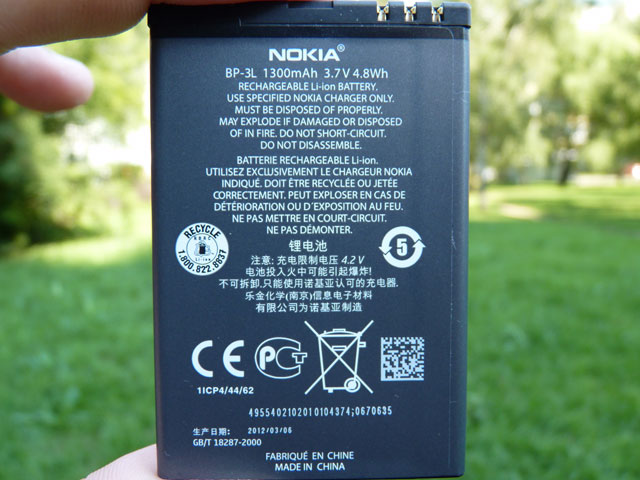 NOKIA®
BP-3L 1300mAh 3.7V 4.8Wh
RECHARGEABLE Li-ion BATTERY.
USE SPECIFIED NOKIA CHARGER ONLY.
MUST BE DISPOSED OF PROPERLY.
MAY EXPLODE IF DAMAGED OR DISPOSED
OF IN FIRE. DO NOT SHORT-CIRCUIT.
DO NOT DISASSEMBLE.
BATTERIE RECHARGEABLE Li-ion.
UTILISEZ EXCLUSIVEMENT LE CHARGEUR NOKIA
INDIQUÉ. DOIT ÊTRE RECYCLÉE OU JETÉE
CORRECTEMENT. PEUT EXPLOSER EN CAS DE
DÉTÉRIORATION OU D'EXPOSITION AU FEU.
NE PAS METTRE EN COURT-CIRCUIT.
NE PAS DÉMONTER.
RECYCLE
Li-ion
1.800.822.8837
锂电池
注意: 充电限制电压 4.2 V
电池投入火中可能引起爆炸!
不可拆卸.只能使用诺基亚认可的充电器.
乐金化学(南京)信息电子材料
有限公司为诺基亚制造
5
CE
1ICP4/44/62
4955402102010104374;0670635
生产日期: 2012/03/06
GB/T 18287-2000
FABRIQUÉ EN CHINE
MADE IN CHINA